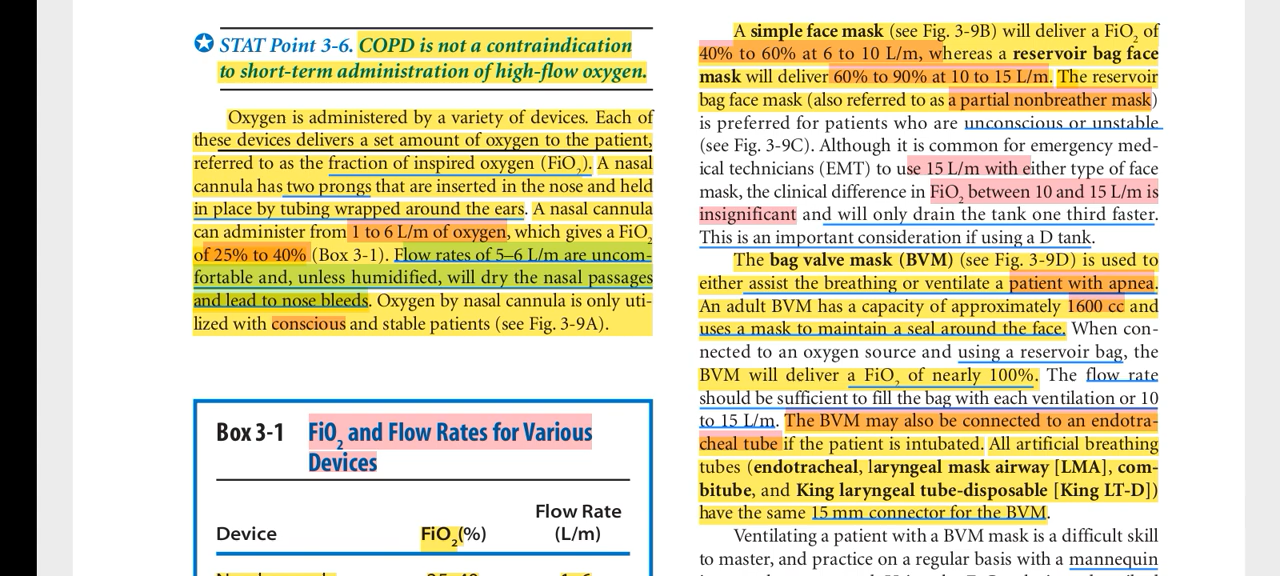 STAT Point 3-6. COPD is not a contraindication
to short-term administration of high-flow oxygen.
Oxygen is administered by a variety of devices. Each of
these devices delivers a set amount of oxygen to the patient,
referred to as the fraction of inspired oxygen (FiO₂). A nasal
cannula has two prongs that are inserted in the nose and held
in place by tubing wrapped around the ears. A nasal cannula
can administer from 1 to 6 L/m of oxygen, which gives a FiO₂
of 25% to 40% (Box 3-1). Flow rates of 5–6 L/m are uncom-
fortable and, unless humidified, will dry the nasal passages
and lead to nose bleeds. Oxygen by nasal cannula is only uti-
lized with conscious and stable patients (see Fig. 3-9A).
Box 3-1 FiO₂ and Flow Rates for Various
Devices
Flow Rate
Device FiO₂(%) (L/m)
A simple face mask (see Fig. 3-9B) will deliver a FiO₂ of
40% to 60% at 6 to 10 L/m, whereas a reservoir bag face
mask will deliver 60% to 90% at 10 to 15 L/m. The reservoir
bag face mask (also referred to as a partial nonbreather mask)
is preferred for patients who are unconscious or unstable
(see Fig. 3-9C). Although it is common for emergency med-
ical technicians (EMT) to use 15 L/m with either type of face
mask, the clinical difference in FiO₂ between 10 and 15 L/m is
insignificant and will only drain the tank one third faster.
This is an important consideration if using a D tank.
The bag valve mask (BVM) (see Fig. 3-9D) is used to
either assist the breathing or ventilate a patient with apnea.
An adult BVM has a capacity of approximately 1600 cc and
uses a mask to maintain a seal around the face. When con-
nected to an oxygen source and using a reservoir bag, the
BVM will deliver a FiO₂ of nearly 100%. The flow rate
should be sufficient to fill the bag with each ventilation or 10
to 15 L/m. The BVM may also be connected to an endotra-
cheal tube if the patient is intubated. All artificial breathing
tubes (endotracheal, laryngeal mask airway [LMA], com-
bitube, and King laryngeal tube-disposable [King LT-D])
have the same 15 mm connector for the BVM.
Ventilating a patient with a BVM mask is a difficult skill
to master, and practice on a regular basis with a mannequin